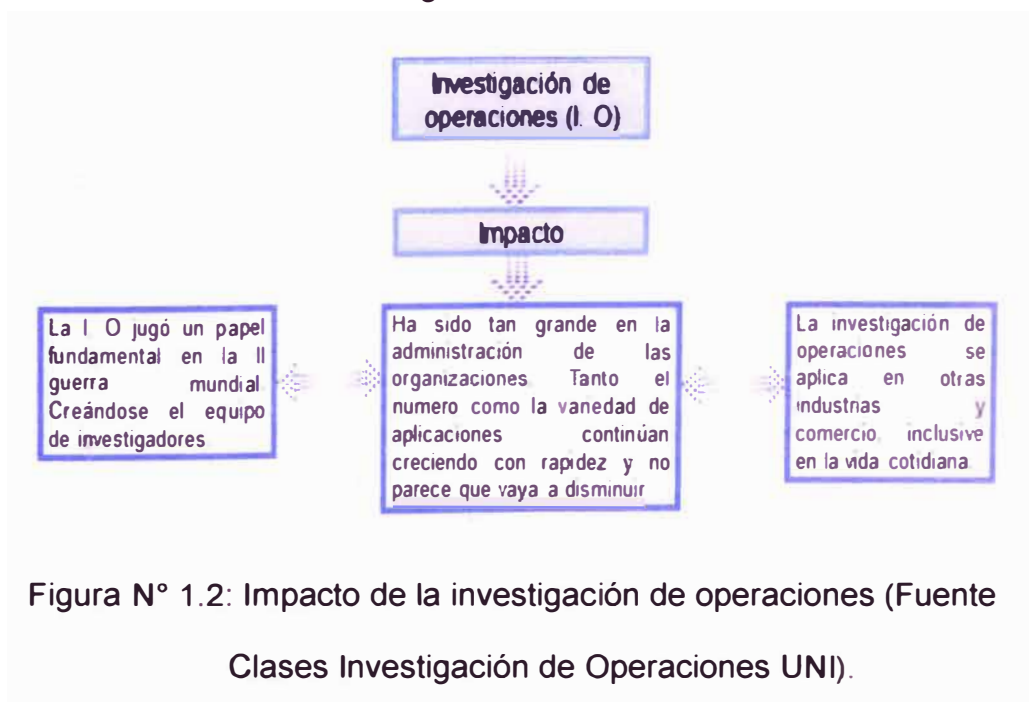 Investigación de
operaciones (I. O)
Impacto
La I. O jugó un papel
fundamental en la II
guerra mundial.
Creándose el equipo
de investigadores
Ha sido tan grande en la
administración de las
organizaciones. Tanto el
numero como la variedad de
aplicaciones continúan
creciendo con rapidez y no
parece que vaya a disminuir
La investigación de
operaciones se
aplica en otras
industrias y
comercio, inclusive
en la vida cotidiana.
Figura N° 1.2: Impacto de la investigación de operaciones (Fuente
Clases Investigación de Operaciones UNI).